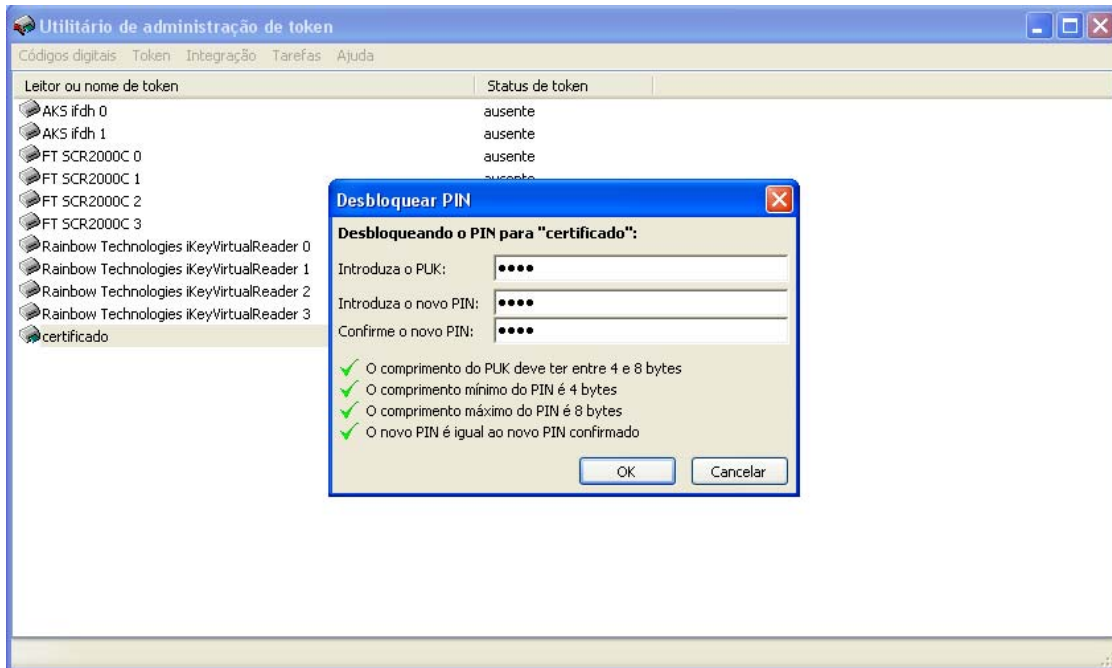 Utilitário de administração de token
Códigos digitais Token Integração Tarefas Ajuda
Leitor ou nome de token Status de token
AKS ifdh 0 ausente
AKS ifdh 1 ausente
FT SCR2000C 0 ausente
FT SCR2000C 1 ausente
FT SCR2000C 2
FT SCR2000C 3
Rainbow Technologies iKeyVirtualReader 0
Rainbow Technologies iKeyVirtualReader 1
Rainbow Technologies iKeyVirtualReader 2
Rainbow Technologies iKeyVirtualReader 3
certificado
Desbloquear PIN
Desbloqueando o PIN para "certificado":
Introduza o PUK: ••••
Introduza o novo PIN: ••••
Confirme o novo PIN: ••••
O comprimento do PUK deve ter entre 4 e 8 bytes
O comprimento mínimo do PIN é 4 bytes
O comprimento máximo do PIN é 8 bytes
O novo PIN é igual ao novo PIN confirmado
OK Cancelar